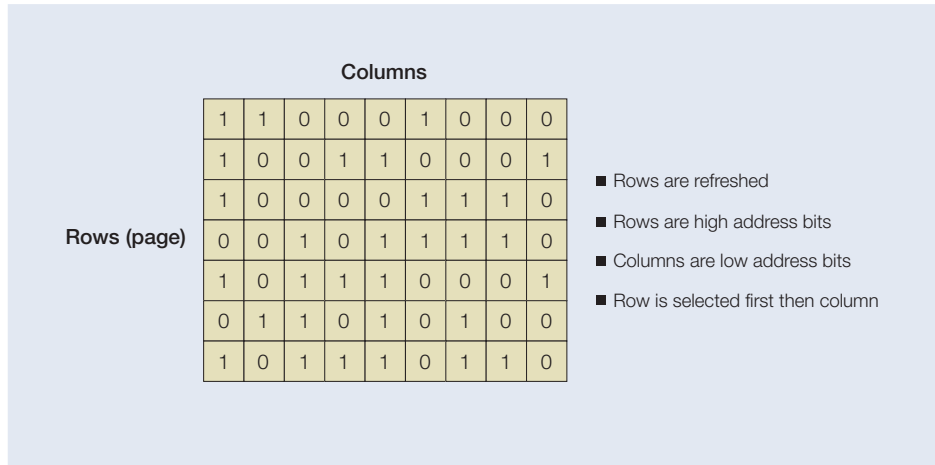 Columns
1 1 0 0 0 1 0 0 0
1 0 0 1 1 0 0 0 1
1 0 0 0 0 1 1 1 0
Rows (page)
0 0 1 0 1 1 1 1 0
1 0 1 1 1 0 0 0 1
0 1 1 0 1 0 1 0 0
1 0 1 1 1 0 1 1 0
■ Rows are refreshed
■ Rows are high address bits
■ Columns are low address bits
■ Row is selected first then column